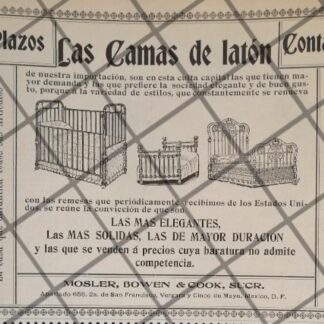 Plazos
Las Camas de latón
Conta
de nuestra importación, son en esta culta capital las que tienen ma-
yor demanda y las que prefiere la sociedad elegante y de buen gus-
to, porque a la variedad de estilos, que constantemente se renueva
con las remesas que periódicamente recibimos de los Estados Uni-
dos, se reúne la convicción de que son
LAS MAS ELEGANTES,
Las MAS SOLIDAS, LAS DE MAYOR DURACION
y las que se venden á precios cuya baratura no admite
competencia.
MOSLER, BOWEN & COOK, SUCR.
Apartado 656, 2a. de San Francisco, Vergara y Cinco de Mayo, Mexico, D. F.